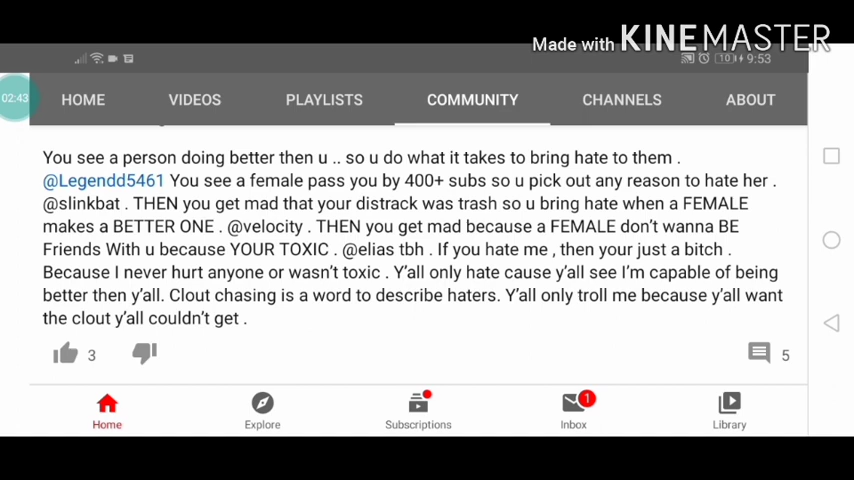 Made with KINEMASTER
10 9:53
02:43
HOME VIDEOS PLAYLISTS COMMUNITY CHANNELS ABOUT
You see a person doing better then u .. so u do what it takes to bring hate to them .
@Legendd5461 You see a female pass you by 400+ subs so u pick out any reason to hate her .
@slinkbat . THEN you get mad that your distrack was trash so u bring hate when a FEMALE
makes a BETTER ONE . @velocity . THEN you get mad because a FEMALE don't wanna BE
Friends With u because YOUR TOXIC . @elias tbh . If you hate me , then your just a bitch .
Because I never hurt anyone or wasn't toxic . Y'all only hate cause y'all see I'm capable of being
better then y'all. Clout chasing is a word to describe haters. Y'all only troll me because y'all want
the clout y'all couldn't get .
3 5
1
Home Explore Subscriptions Inbox Library